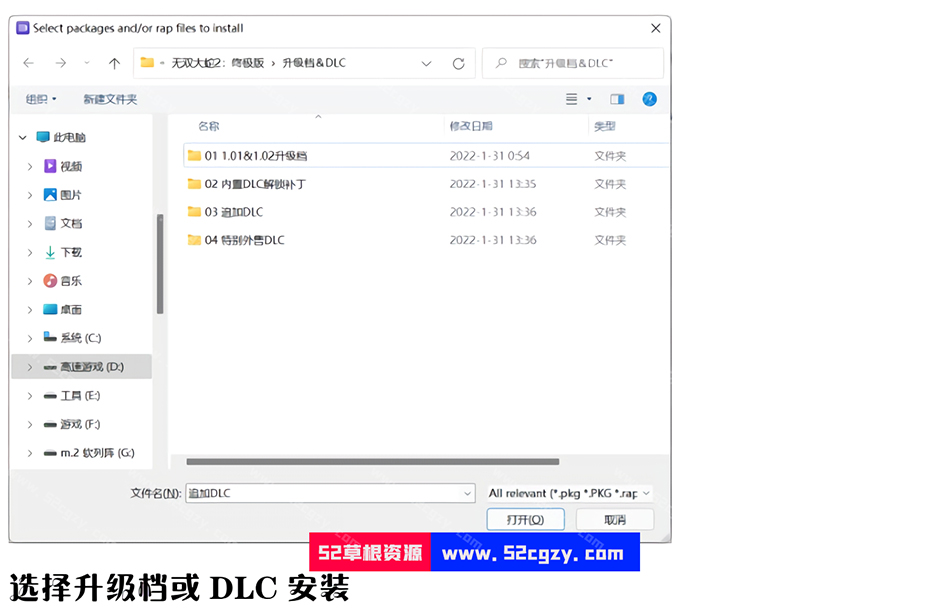 Select packages and/or rap files to install
无双大蛇2：终极版 › 升级档&DLC
搜索"升级档&DLC"
组织 新建文件夹
名称 修改日期 类型
此电脑
视频
图片
文档
下载
音乐
桌面
系统 (C:)
高速游戏 (D:)
工具 (E:)
游戏 (F:)
m.2 软列库 (G:)
01 1.01&1.02升级档 2022-1-31 0:54 文件夹
02 内置DLC解锁补丁 2022-1-31 13:35 文件夹
03 追加DLC 2022-1-31 13:36 文件夹
04 特别外售DLC 2022-1-31 13:36 文件夹
文件名(N): 追加DLC All relevant (*.pkg *.PKG *.rap
打开(O) 取消
52草根资源 www.52cgzy.com
选择升级档或 DLC 安装